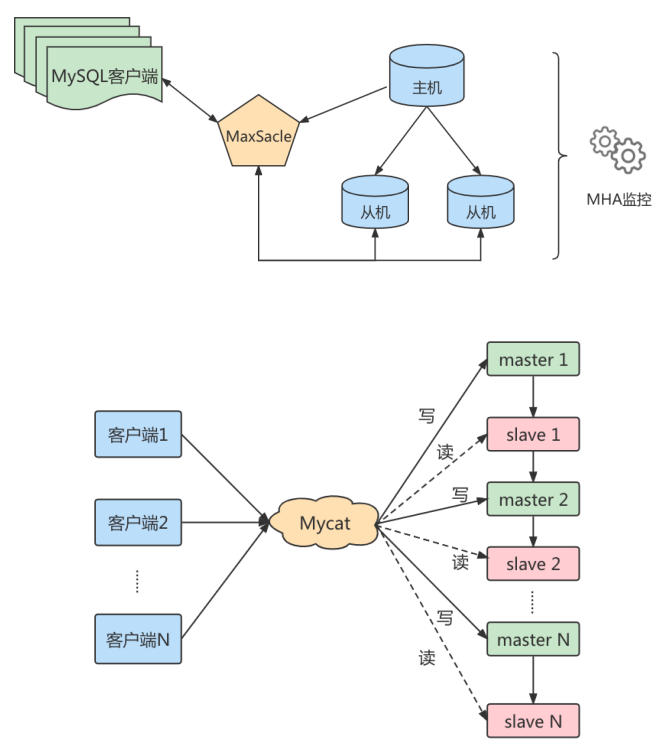 MySQL客户端
主机
MaxSacle
从机
从机
MHA监控
master 1
写
客户端1
读
slave 1
写
master 2
客户端2
Mycat
读
slave 2
写
客户端N
master N
读
slave N